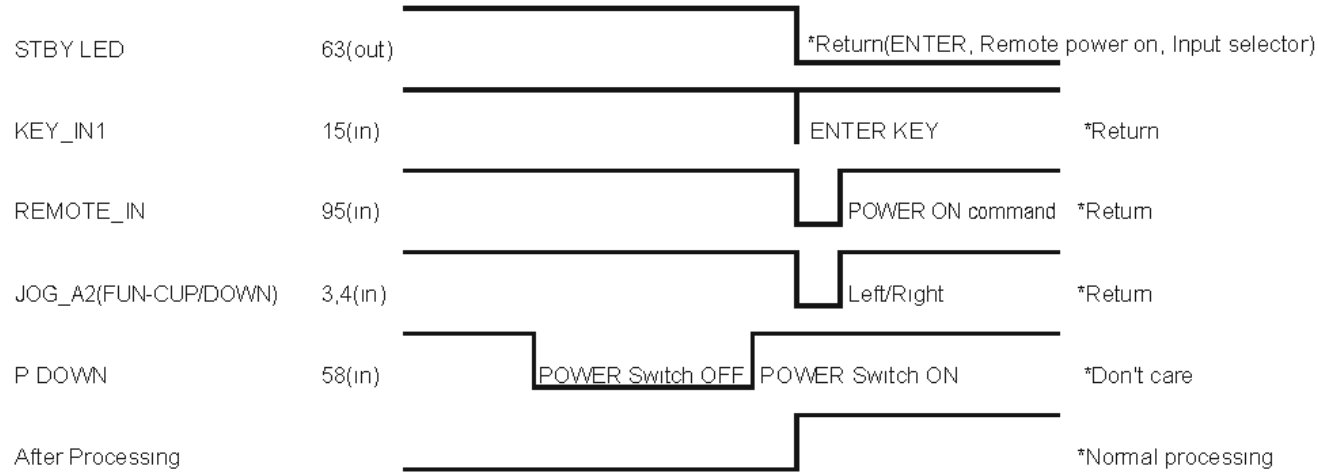 STBY LED 63(out) *Return(ENTER, Remote power on, Input selector)
KEY_IN1 15(in) ENTER KEY *Return
REMOTE_IN 95(in) POWER ON command *Return
JOG_A2(FUN-CUP/DOWN) 3,4(in) Left/Right *Return
P DOWN 58(in) POWER Switch OFF POWER Switch ON *Don't care
After Processing *Normal processing